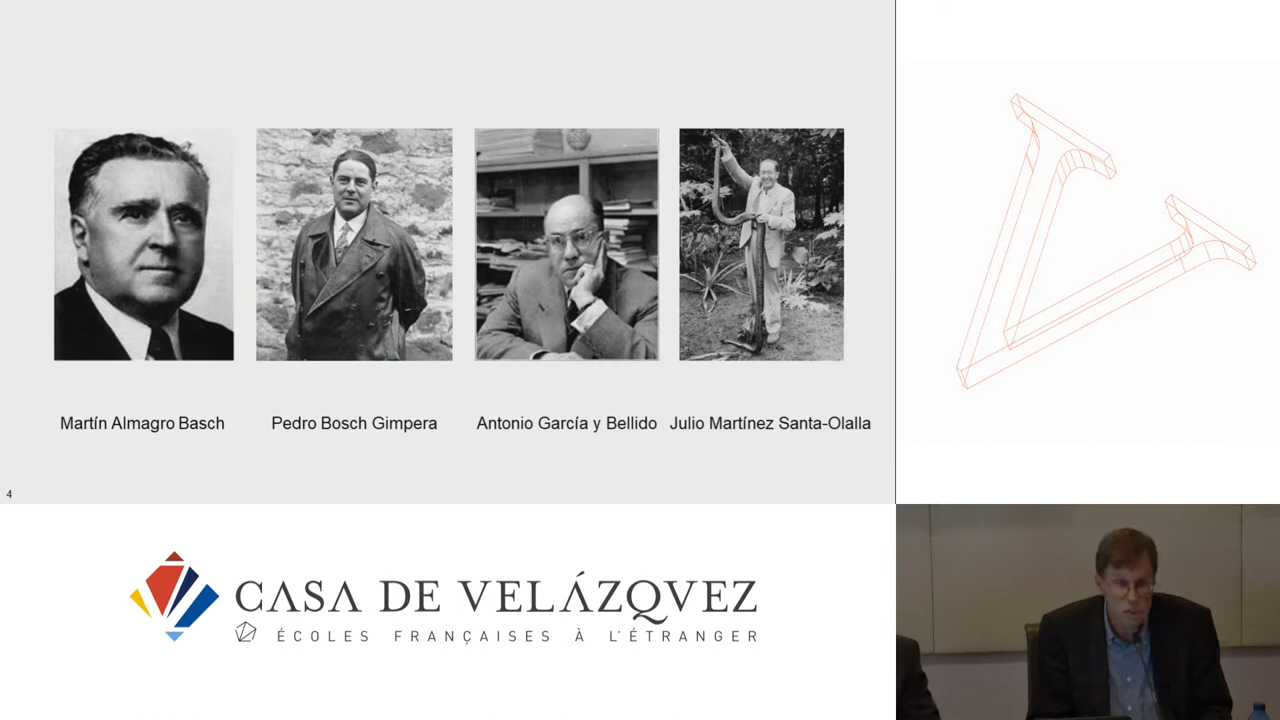 Martín Almagro Basch
Pedro Bosch Gimpera
Antonio García y Bellido
Julio Martínez Santa-Olalla
4
CASA DE VELÁZQVEZ
ÉCOLES FRANÇAISES À L'ÉTRANGER